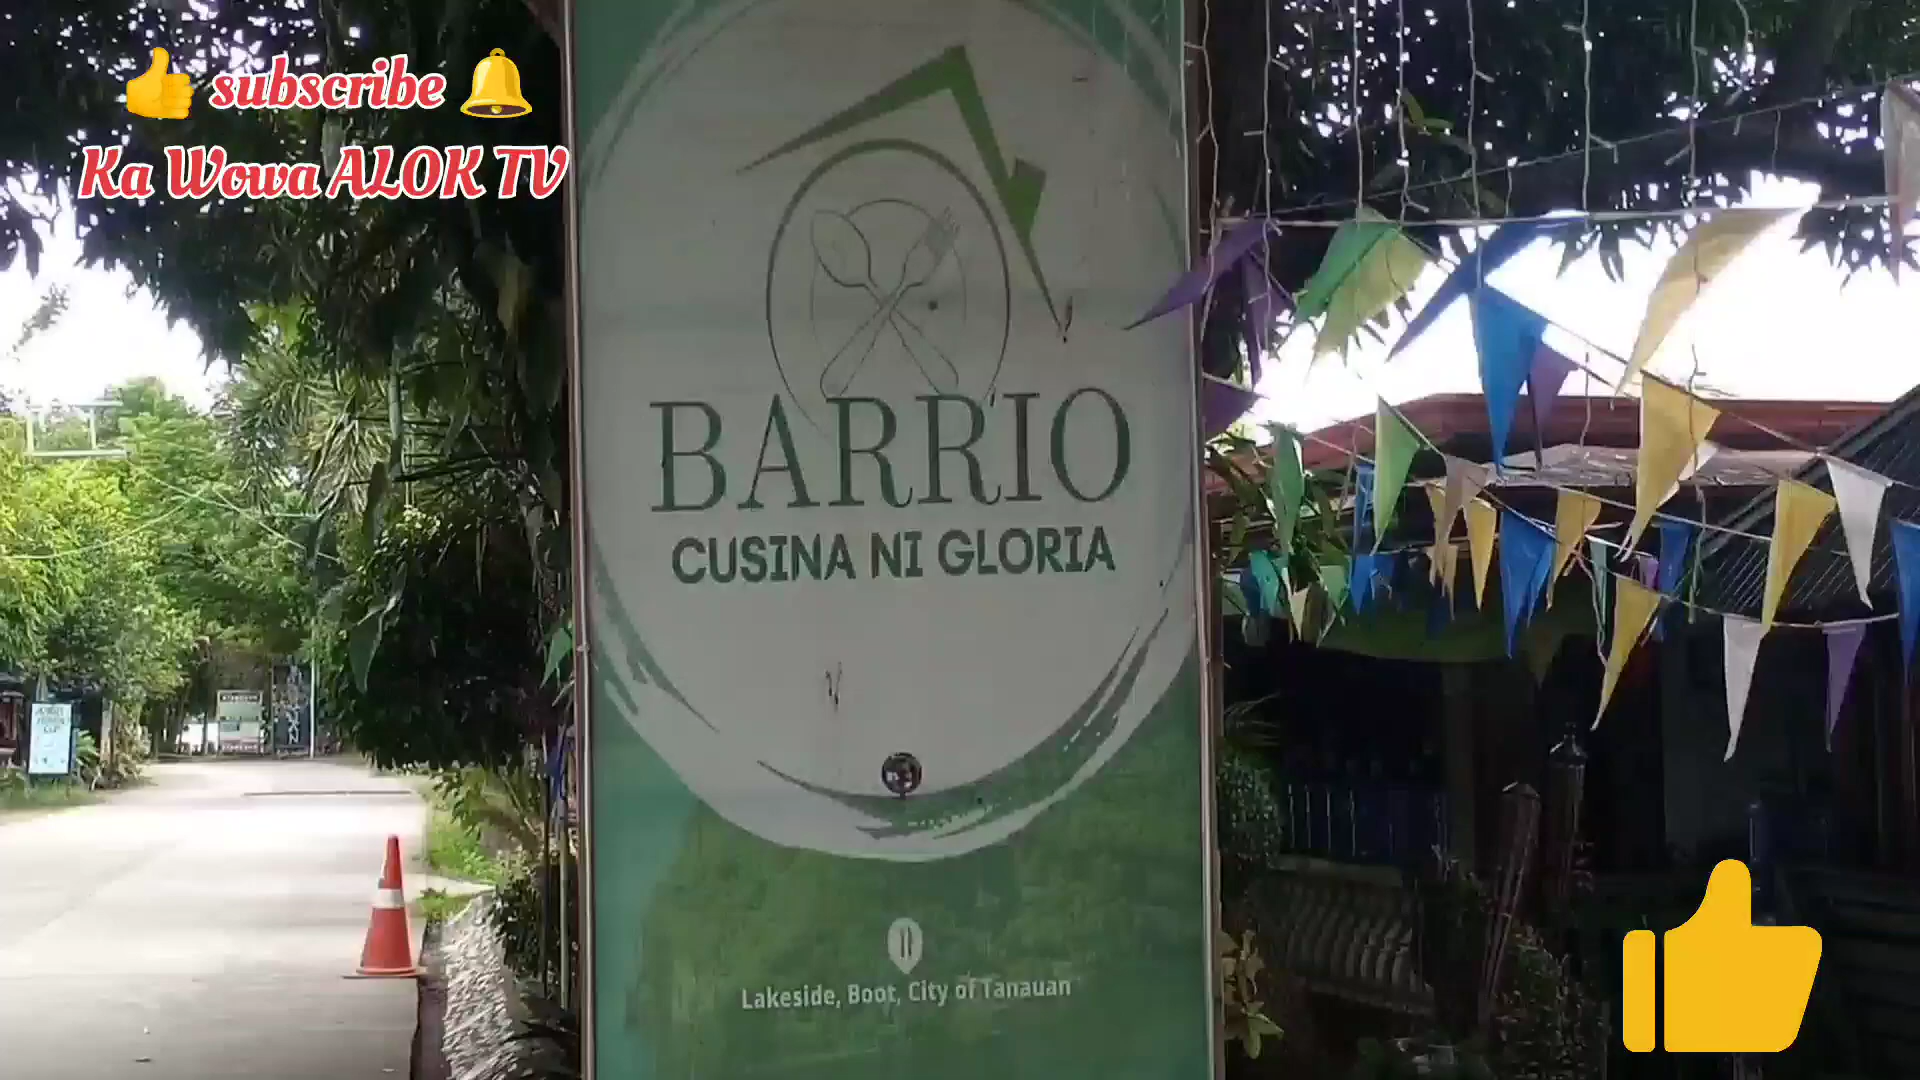 subscribe
Ka Wowa ALOK TV
BARRIO
CUSINA NI GLORIA
Lakeside, Boot, City of Tanauan